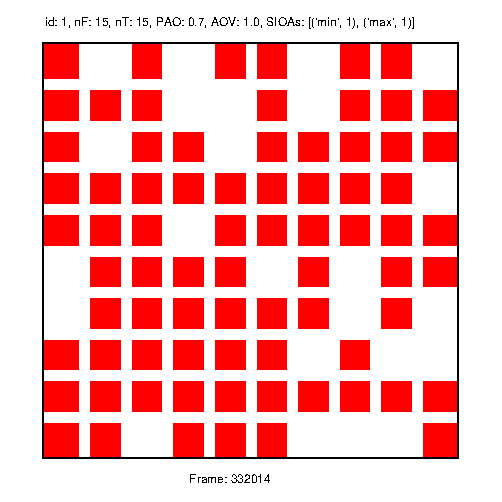 id: 1, nF: 15, nT: 15, PAO: 0.7, AOV: 1.0, SIOAs: [('min', 1), ('max', 1)]
Frame: 332014